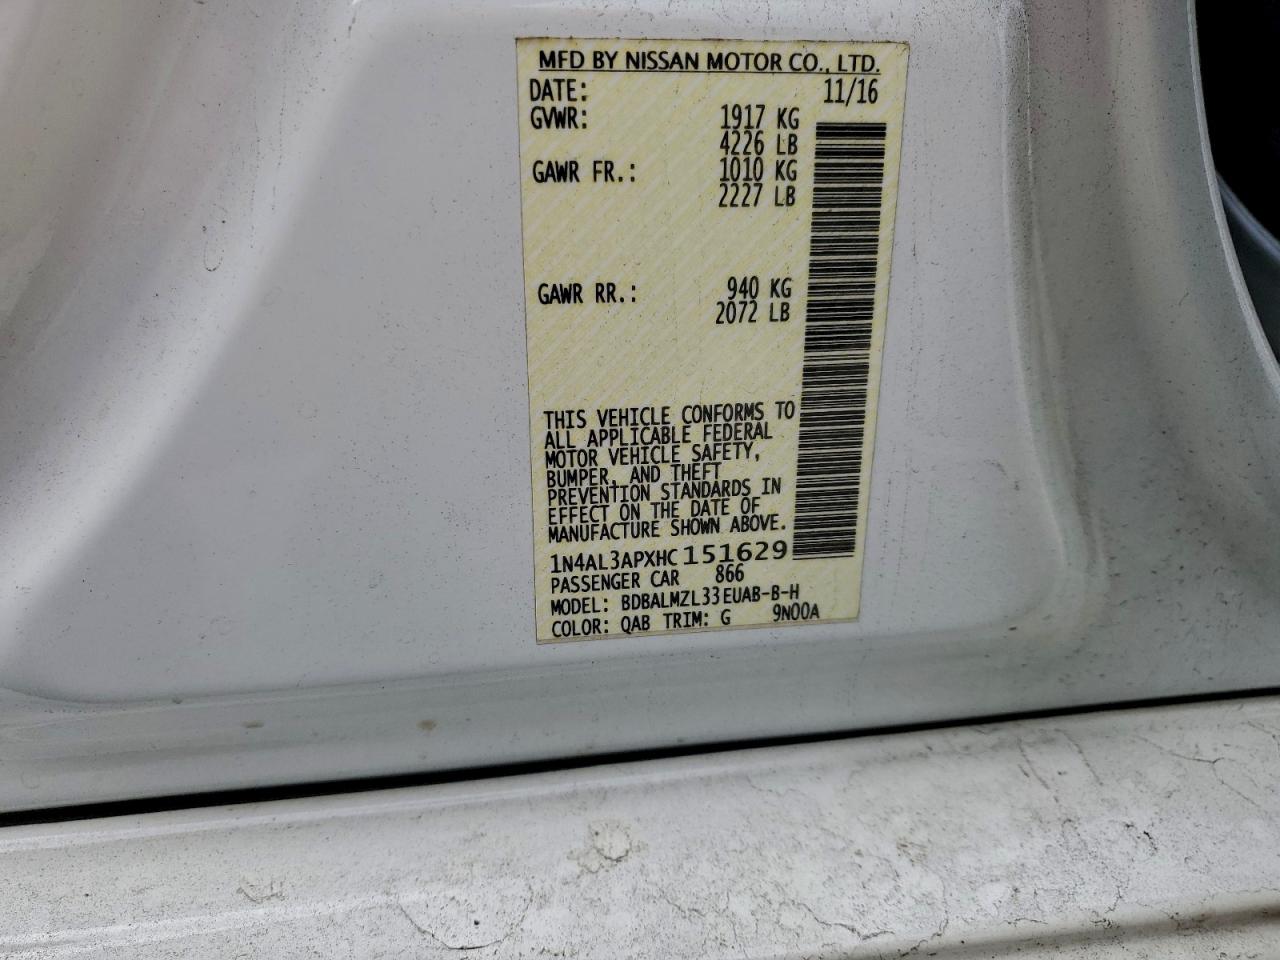 MFD BY NISSAN MOTOR CO., LTD.
DATE: 11/16
GVWR: 1917 KG
4226 LB
GAWR FR.: 1010 KG
2227 LB
GAWR RR.: 940 KG
2072 LB
THIS VEHICLE CONFORMS TO
ALL APPLICABLE FEDERAL
MOTOR VEHICLE SAFETY,
BUMPER, AND THEFT
PREVENTION STANDARDS IN
EFFECT ON THE DATE OF
MANUFACTURE SHOWN ABOVE.
1N4AL3APXHC151629
PASSENGER CAR 866
MODEL: BDBALMZL33EUAB-B-H
COLOR: QAB TRIM: G 9N00A